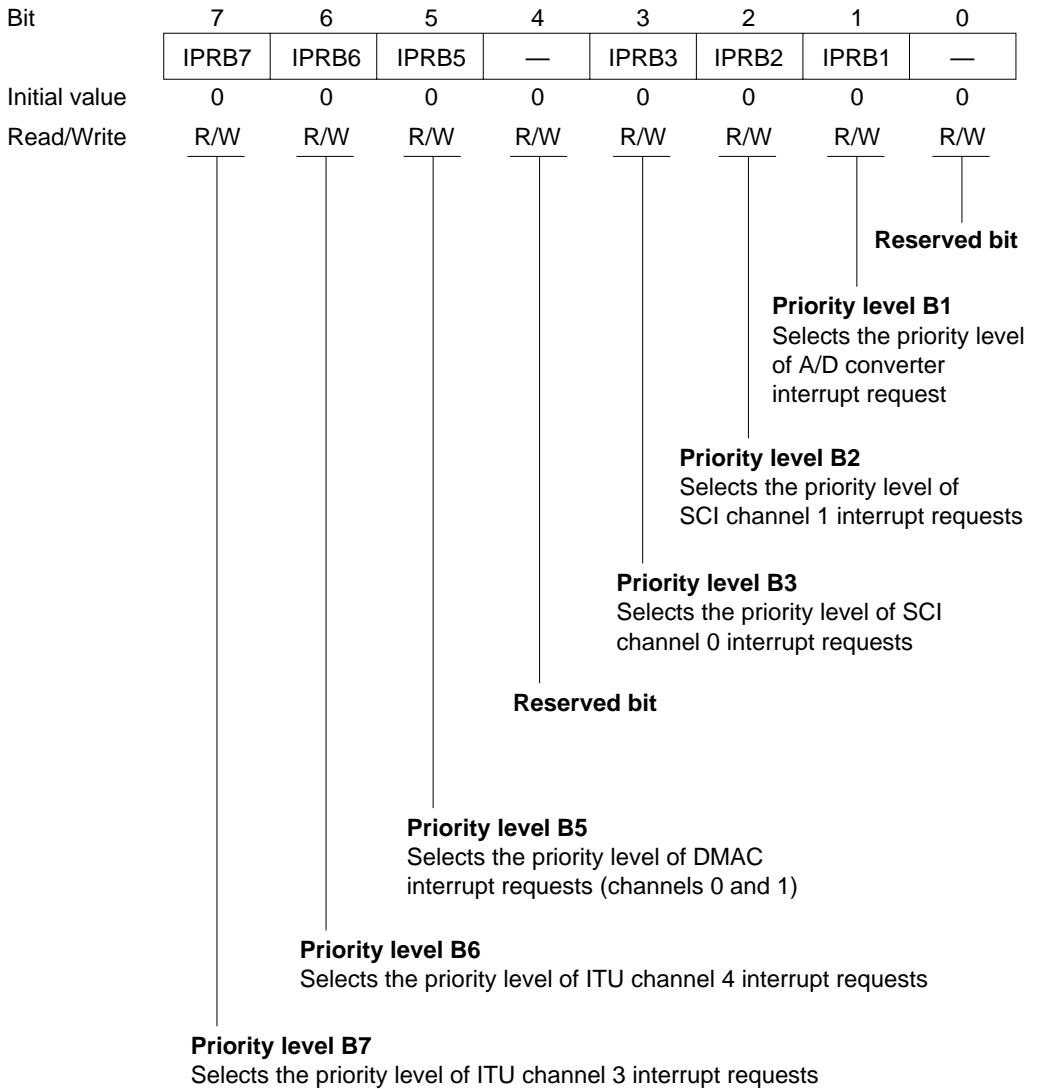 Bit 7 6 5 4 3 2 1 0
IPRB7 IPRB6 IPRB5 — IPRB3 IPRB2 IPRB1 —
Initial value 0 0 0 0 0 0 0 0
Read/Write R/W R/W R/W R/W R/W R/W R/W R/W
Reserved bit
Priority level B1
Selects the priority level
of A/D converter
interrupt request
Priority level B2
Selects the priority level of
SCI channel 1 interrupt requests
Priority level B3
Selects the priority level of SCI
channel 0 interrupt requests
Reserved bit
Priority level B5
Selects the priority level of DMAC
interrupt requests (channels 0 and 1)
Priority level B6
Selects the priority level of ITU channel 4 interrupt requests
Priority level B7
Selects the priority level of ITU channel 3 interrupt requests